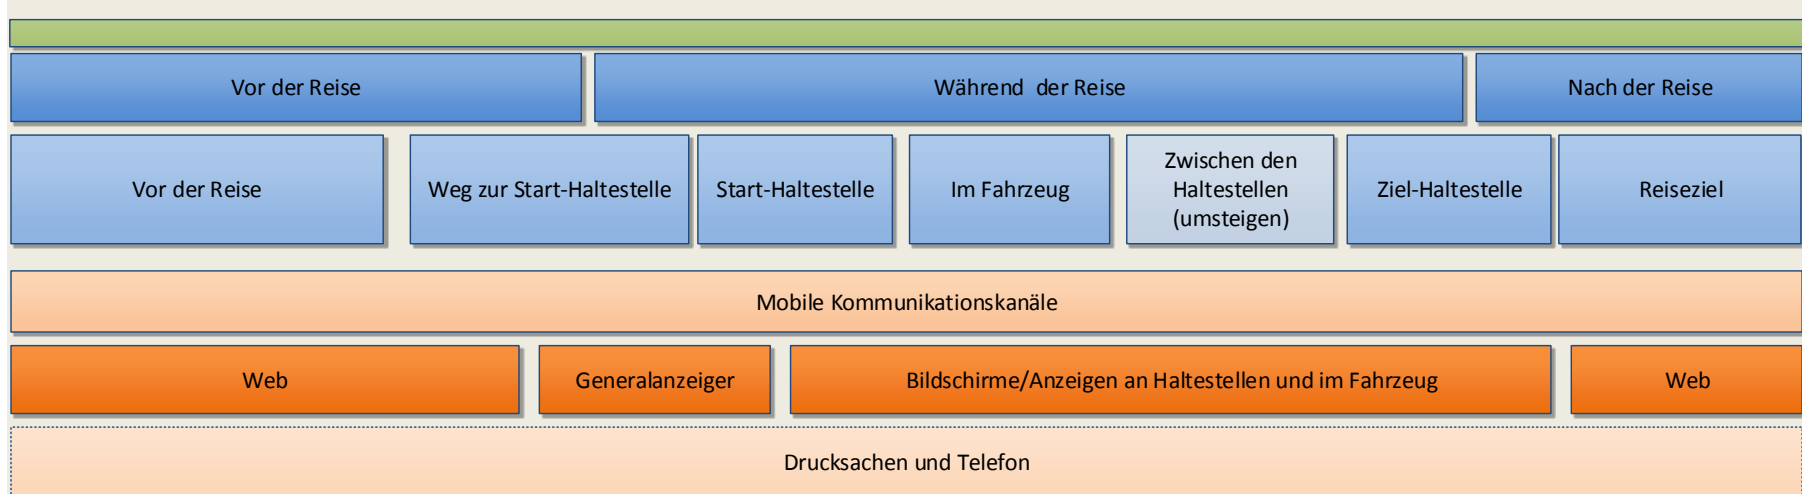 Vor der Reise
Während  der Reise
Nach der Reise
Vor der Reise
Weg zur Start-Haltestelle
Start-Haltestelle
Im Fahrzeug
Zwischen den
Haltestellen
(umsteigen)
Ziel-Haltestelle
Reiseziel
Mobile Kommunikationskanäle
Web
Generalanzeiger
Bildschirme/Anzeigen an Haltestellen und im Fahrzeug
Web
Drucksachen und Telefon